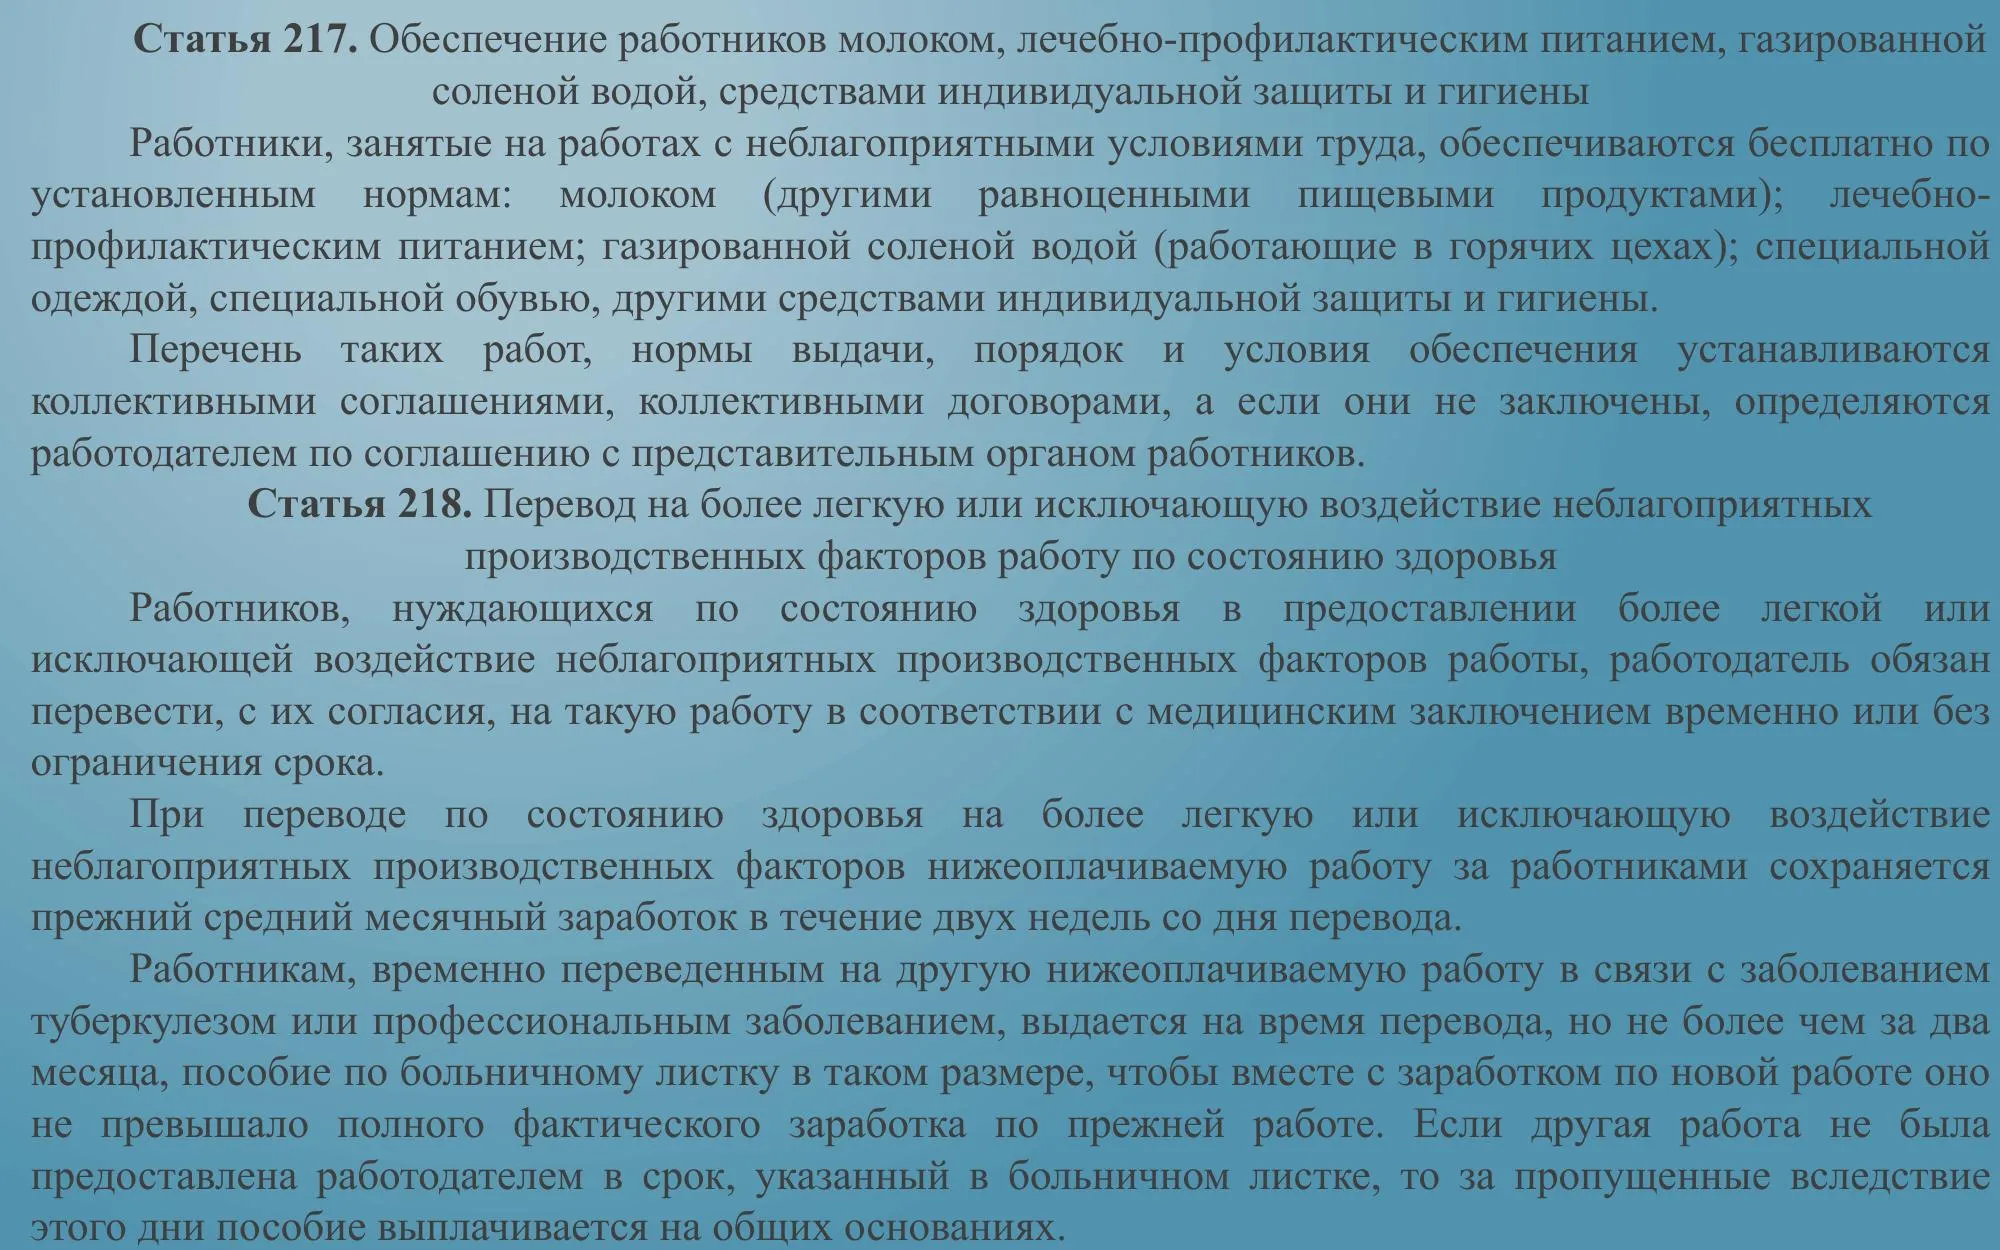 Статья 217. Обеспечение работников молоком, лечебно-профилактическим питанием, газированной
соленой водой, средствами индивидуальной защиты и гигиены
Работники, занятые на работах с неблагоприятными условиями труда, обеспечиваются бесплатно по
установленным нормам: молоком (другими равноценными пищевыми продуктами); лечебно-
профилактическим питанием; газированной соленой водой (работающие в горячих цехах); специальной
одеждой, специальной обувью, другими средствами индивидуальной защиты и гигиены.
Перечень таких работ, нормы выдачи, порядок и условия обеспечения устанавливаются
коллективными соглашениями, коллективными договорами, а если они не заключены, определяются
работодателем по соглашению с представительным органом работников.
Статья 218. Перевод на более легкую или исключающую воздействие неблагоприятных
производственных факторов работу по состоянию здоровья
Работников, нуждающихся по состоянию здоровья в предоставлении более легкой или
исключающей воздействие неблагоприятных производственных факторов работы, работодатель обязан
перевести, с их согласия, на такую работу в соответствии с медицинским заключением временно или без
ограничения срока.
При переводе по состоянию здоровья на более легкую или исключающую воздействие
неблагоприятных производственных факторов нижеоплачиваемую работу за работниками сохраняется
прежний средний месячный заработок в течение двух недель со дня перевода.
Работникам, временно переведенным на другую нижеоплачиваемую работу в связи с заболеванием
туберкулезом или профессиональным заболеванием, выдается на время перевода, но не более чем за два
месяца, пособие по больничному листку в таком размере, чтобы вместе с заработком по новой работе оно
не превышало полного фактического заработка по прежней работе. Если другая работа не была
предоставлена работодателем в срок, указанный в больничном листке, то за пропущенные вследствие
этого дни пособие выплачивается на общих основаниях.